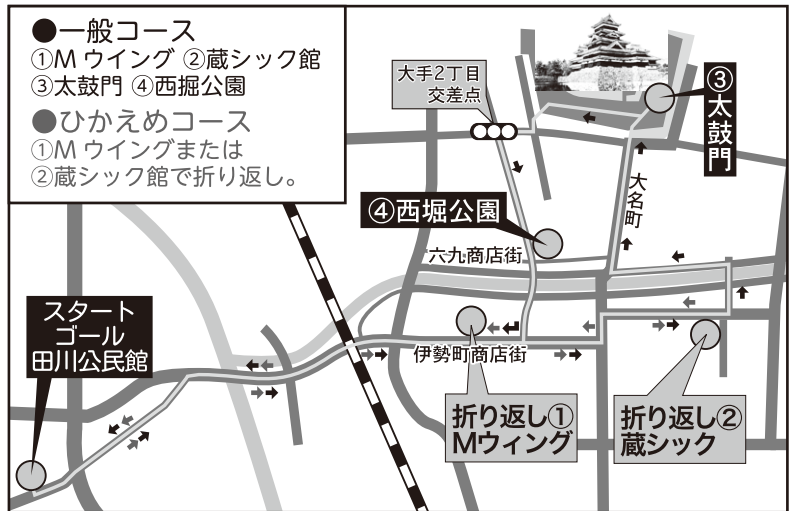 ●一般コース
①Mウイング ②蔵シック館
③太鼓門 ④西堀公園
●ひかえめコース
①Mウイングまたは
②蔵シック館で折り返し。
大手2丁目
交差点
③太鼓門
大名町
④西堀公園
六九商店街
スタート
ゴール
田川公民館
伊勢町商店街
折り返し①
Mウィング
折り返し②
蔵シック